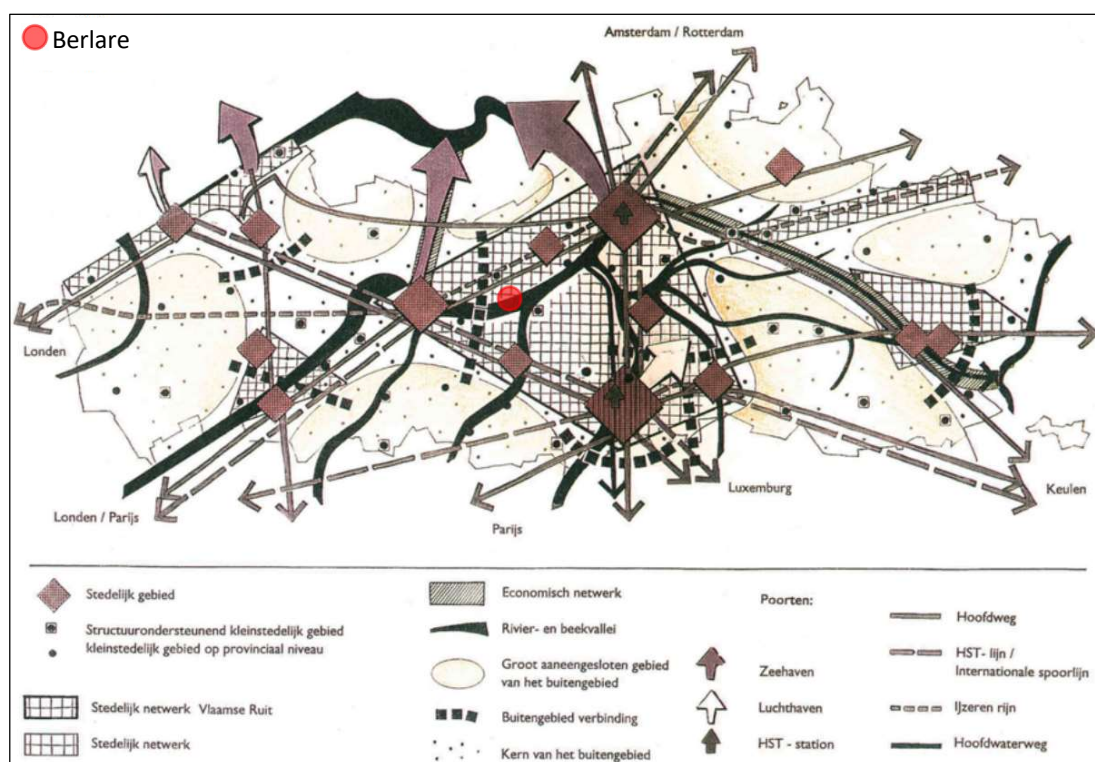 Berlare
Amsterdam / Rotterdam
Londen
Londen / Parijs
Parijs
Luxemburg
Keulen
Stedelijk gebied
Structuurondersteunend kleinstedelijk gebied
kleinstedelijk gebied op provinciaal niveau
Stedelijk netwerk Vlaamse Ruit
Stedelijk netwerk
Economisch netwerk
Rivier- en beekvallei
Groot aaneengesloten gebied
van het buitengebied
Buitengebied verbinding
Kern van het buitengebied
Poorten:
Zeehaven
Luchthaven
HST - station
Hoofdweg
HST- lijn /
Internationale spoorlijn
IJzeren rijn
Hoofdwaterweg